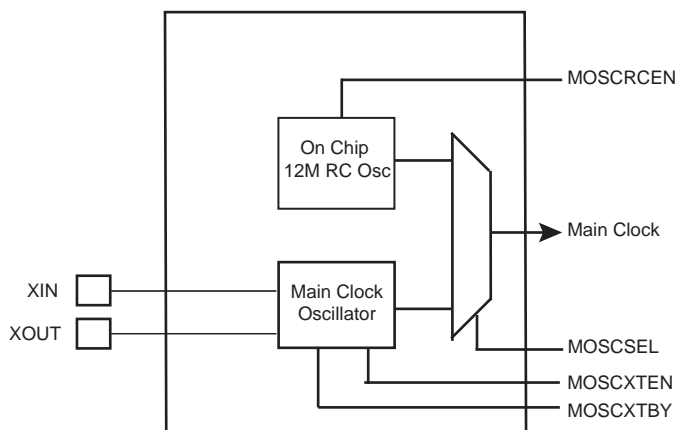 MOSCRCEN
On Chip
12M RC Osc
Main Clock
XIN
Main Clock
Oscillator
XOUT
MOSCSEL
MOSCXTEN
MOSCXTBY